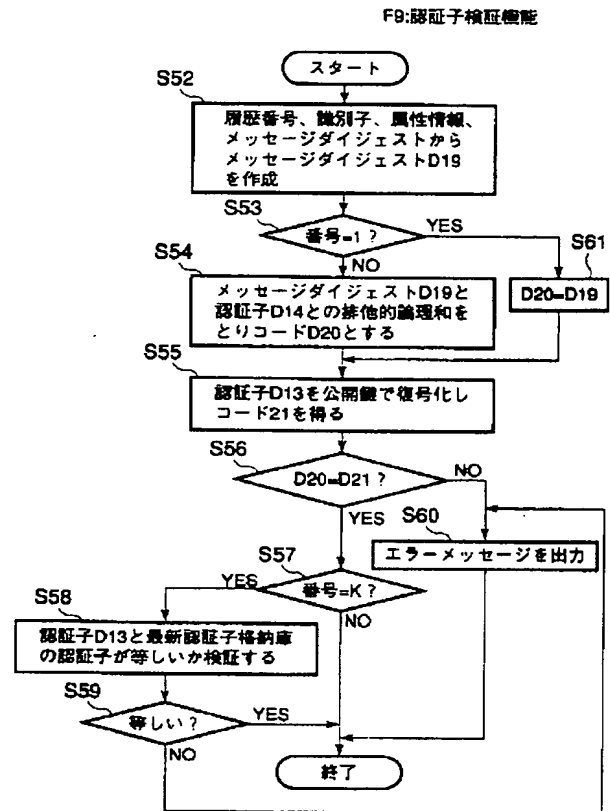 F9:認証子検証機能
スタート
S52
履歴番号、識別子、属性情報、
メッセージダイジェストから
メッセージダイジェストD19
を作成
S53
番号=1?
YES
S61
NO
D20=D19
S54
メッセージダイジェストD19と
認証子D14との排他的論理和を
とりコードD20とする
S55
認証子D13を公開鍵で復号化し
コード21を得る
S56
D20=D21?
NO
YES
S60
エラーメッセージを出力
S57
番号=K?
YES
NO
S58
認証子D13と最新認証子格納庫
の認証子が等しいか検証する
S59
等しい?
YES
NO
終了